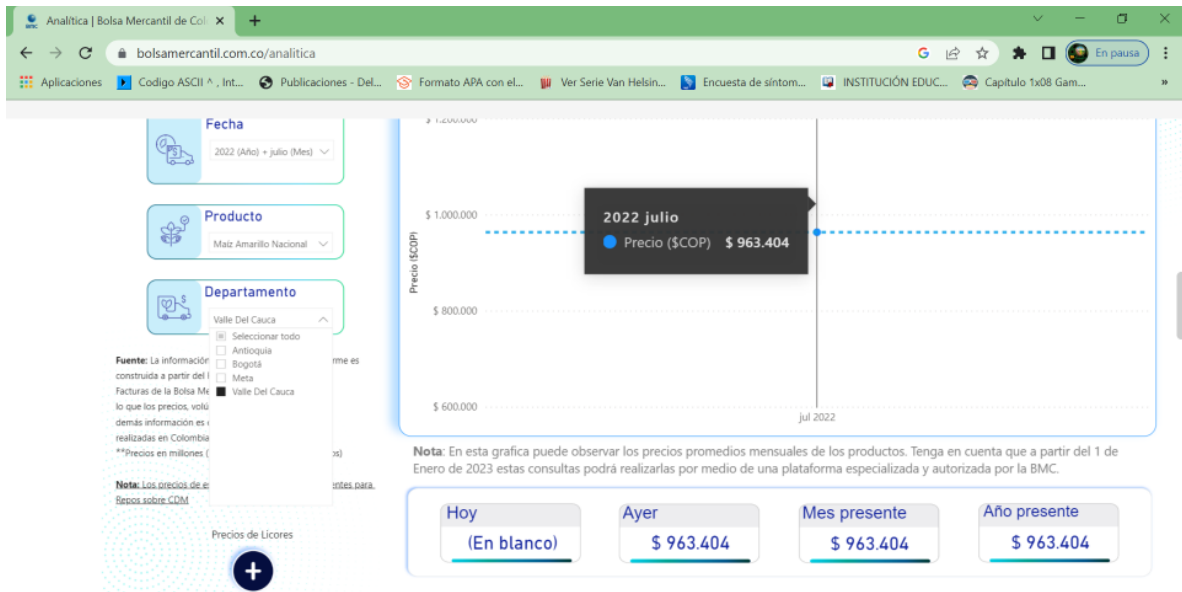 Analítica | Bolsa Mercantil de Col
bolsamercantil.com.co/analitica
En pausa
Aplicaciones
Codigo ASCII ^ , Int...
Publicaciones - Del...
Formato APA con el...
Ver Serie Van Helsin...
Encuesta de síntom...
INSTITUCIÓN EDUC...
Capítulo 1x08 Gam...
»
Fecha
2022 (Año) + julio (Mes)
Producto
Maíz Amarillo Nacional
Departamento
Valle Del Cauca
Seleccionar todo
Antioquia
Bogotá
Meta
Valle Del Cauca
Fuente: La información rme es
construida a partir del
Facturas de la Bolsa Me
lo que los precios, volú
demás información es
realizadas en Colombia
**Precios en millones ( os)
Nota: Los precios de es entes para.
Repos sobre CDM
Precios de Licores
$ 1.200.000
$ 1.000.000
$ 800.000
$ 600.000
Precio ($COP)
2022 julio
Precio ($COP) $ 963.404
jul 2022
Nota: En esta grafica puede observar los precios promedios mensuales de los productos. Tenga en cuenta que a partir del 1 de
Enero de 2023 estas consultas podrá realizarlas por medio de una plataforma especializada y autorizada por la BMC.
Hoy
(En blanco)
Ayer
$ 963.404
Mes presente
$ 963.404
Año presente
$ 963.404